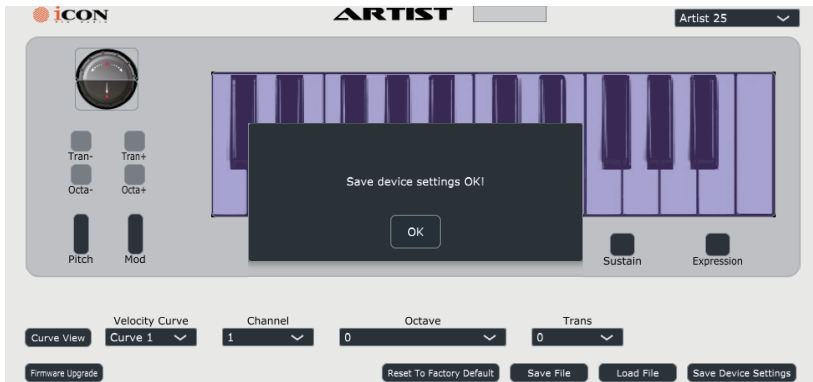 icon
PRO AUDIO
ARTIST
Artist 25
Tran-
Tran+
Octa-
Octa+
Pitch
Mod
Save device settings OK!
OK
Sustain
Expression
Velocity Curve
Channel
Octave
Trans
Curve View
Curve 1
1
0
0
Firmware Upgrade
Reset To Factory Default
Save File
Load File
Save Device Settings